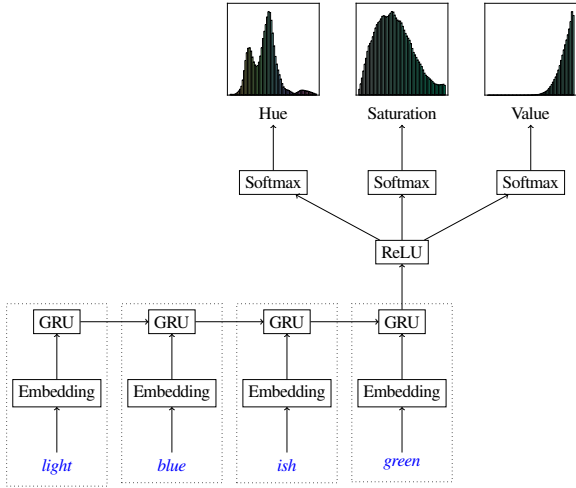 Hue Saturation Value
Softmax Softmax Softmax
ReLU
GRU GRU GRU GRU
Embedding Embedding Embedding Embedding
light blue ish green